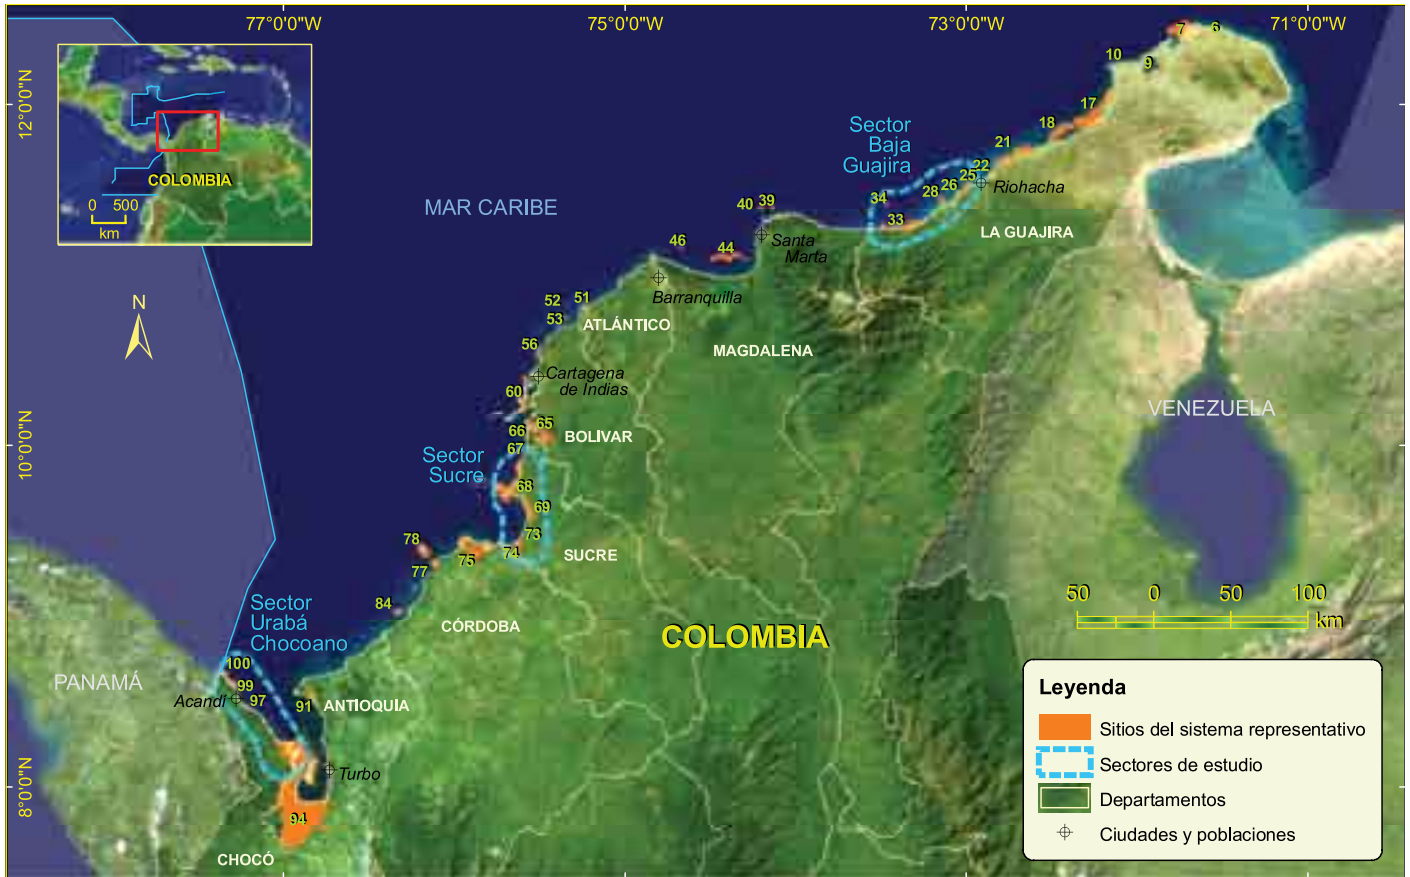 77°0'0"W
75°0'0"W
73°0'0"W
71°0'0"W
12°0'0"N
10°0'0"N
8°0'0"N
COLOMBIA
0 500
km
N
MAR CARIBE
Sector
Baja
Guajira
7
6
10
9
17
18
21
22
25
26
28
34
33
Riohacha
LA GUAJIRA
40
39
Santa
Marta
46
44
Barranquilla
52
51
53
ATLÁNTICO
MAGDALENA
56
Cartagena
de Indias
60
65
66
BOLÍVAR
67
Sector
Sucre
68
69
73
74
75
SUCRE
78
77
84
CÓRDOBA
VENEZUELA
COLOMBIA
Sector
Urabá
Chocoano
100
99
97
Acandí
91
ANTIOQUÍA
PANAMÁ
Turbo
94
CHOCÓ
50 0 50 100
km
Leyenda
Sitios del sistema representativo
Sectores de estudio
Departamentos
Ciudades y poblaciones